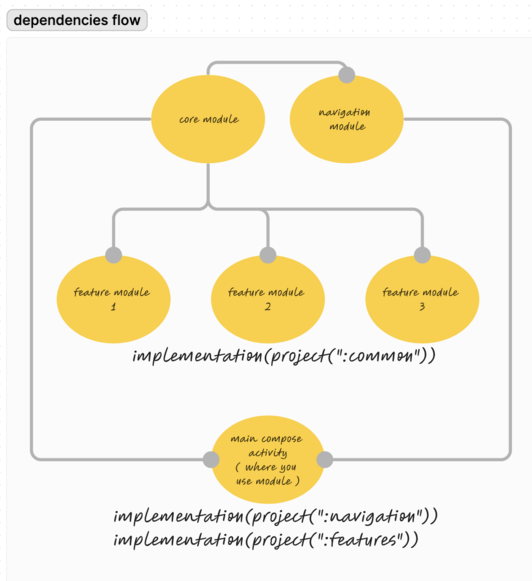 dependencies flow
core module
navigation
module
feature module
1
feature module
2
feature module
3
implementation(project(":common"))
main compose
activity
( where you
use module )
implementation(project(":navigation"))
implementation(project(":features"))